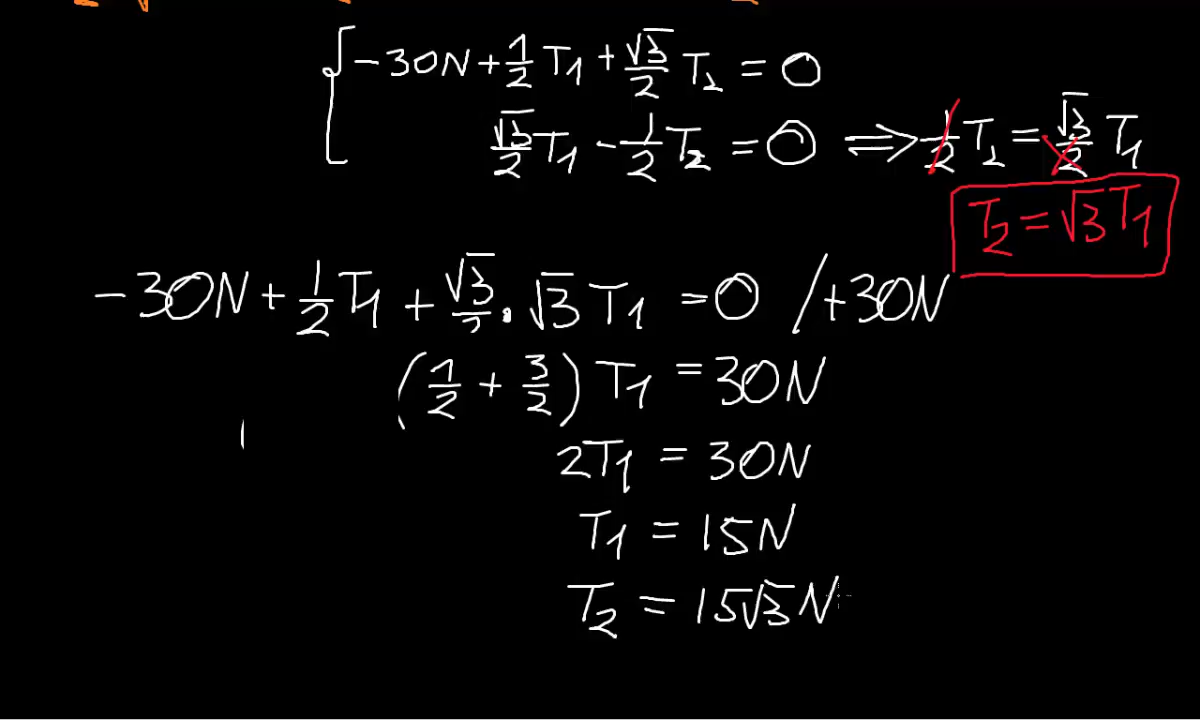 -30N + 1/2 T₁ + √3/2 T₂ = 0
√3/2 T₁ - 1/2 T₂ = 0 ⟹ 1/2 T₂ = √3/2 T₁
T₂ = √3 T₁
-30N + 1/2 T₁ + √3/2 · √3 T₁ = 0 / +30N
(1/2 + 3/2) T₁ = 30N
2T₁ = 30N
T₁ = 15N
T₂ = 15√3 N